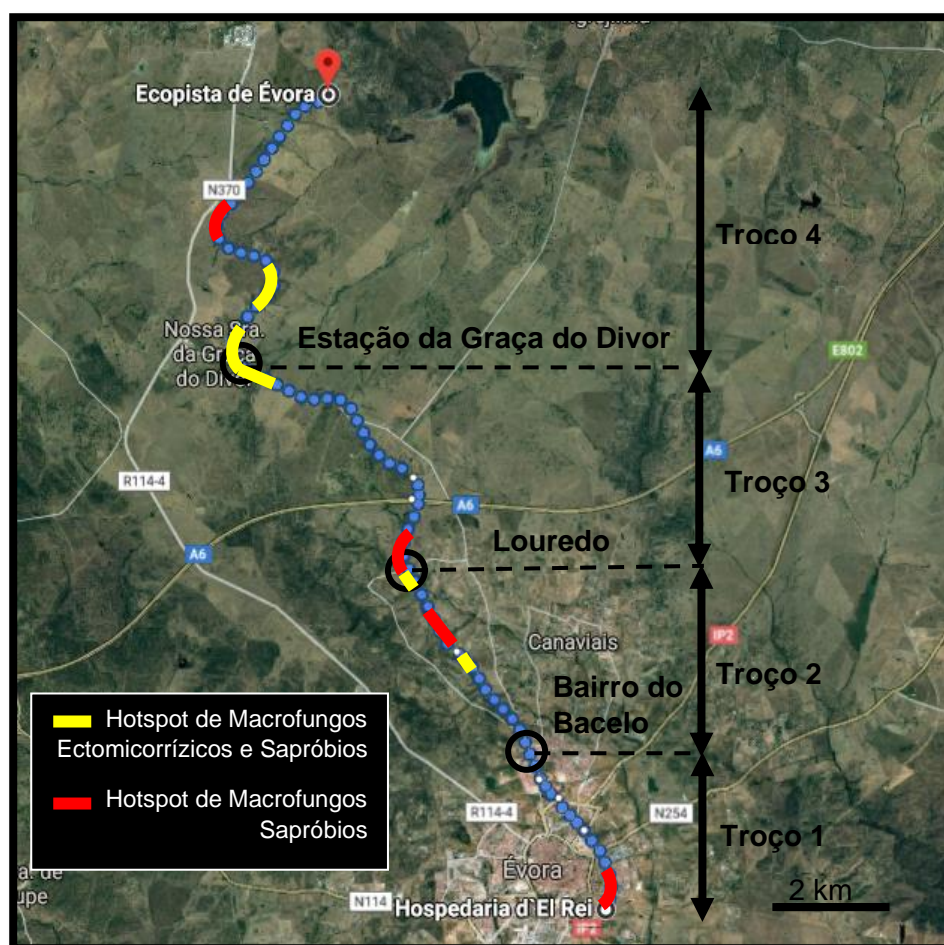 Ecopista de Évora
N370
Troço 4
Nossa Sra.
da Graça
do Divor
Estação da Graça do Divor
E802
A6
R114-4
Troço 3
A6
A6
Louredo
Canaviais
IP2
Troço 2
Bairro do
Bacelo
Hotspot de Macrofungos
Ectomicorrízicos e Sapróbios
Hotspot de Macrofungos
Sapróbios
R114-4
N254
Troço 1
Évora
a. de
upe
N114
Hospedaria d`El Rei
2 km